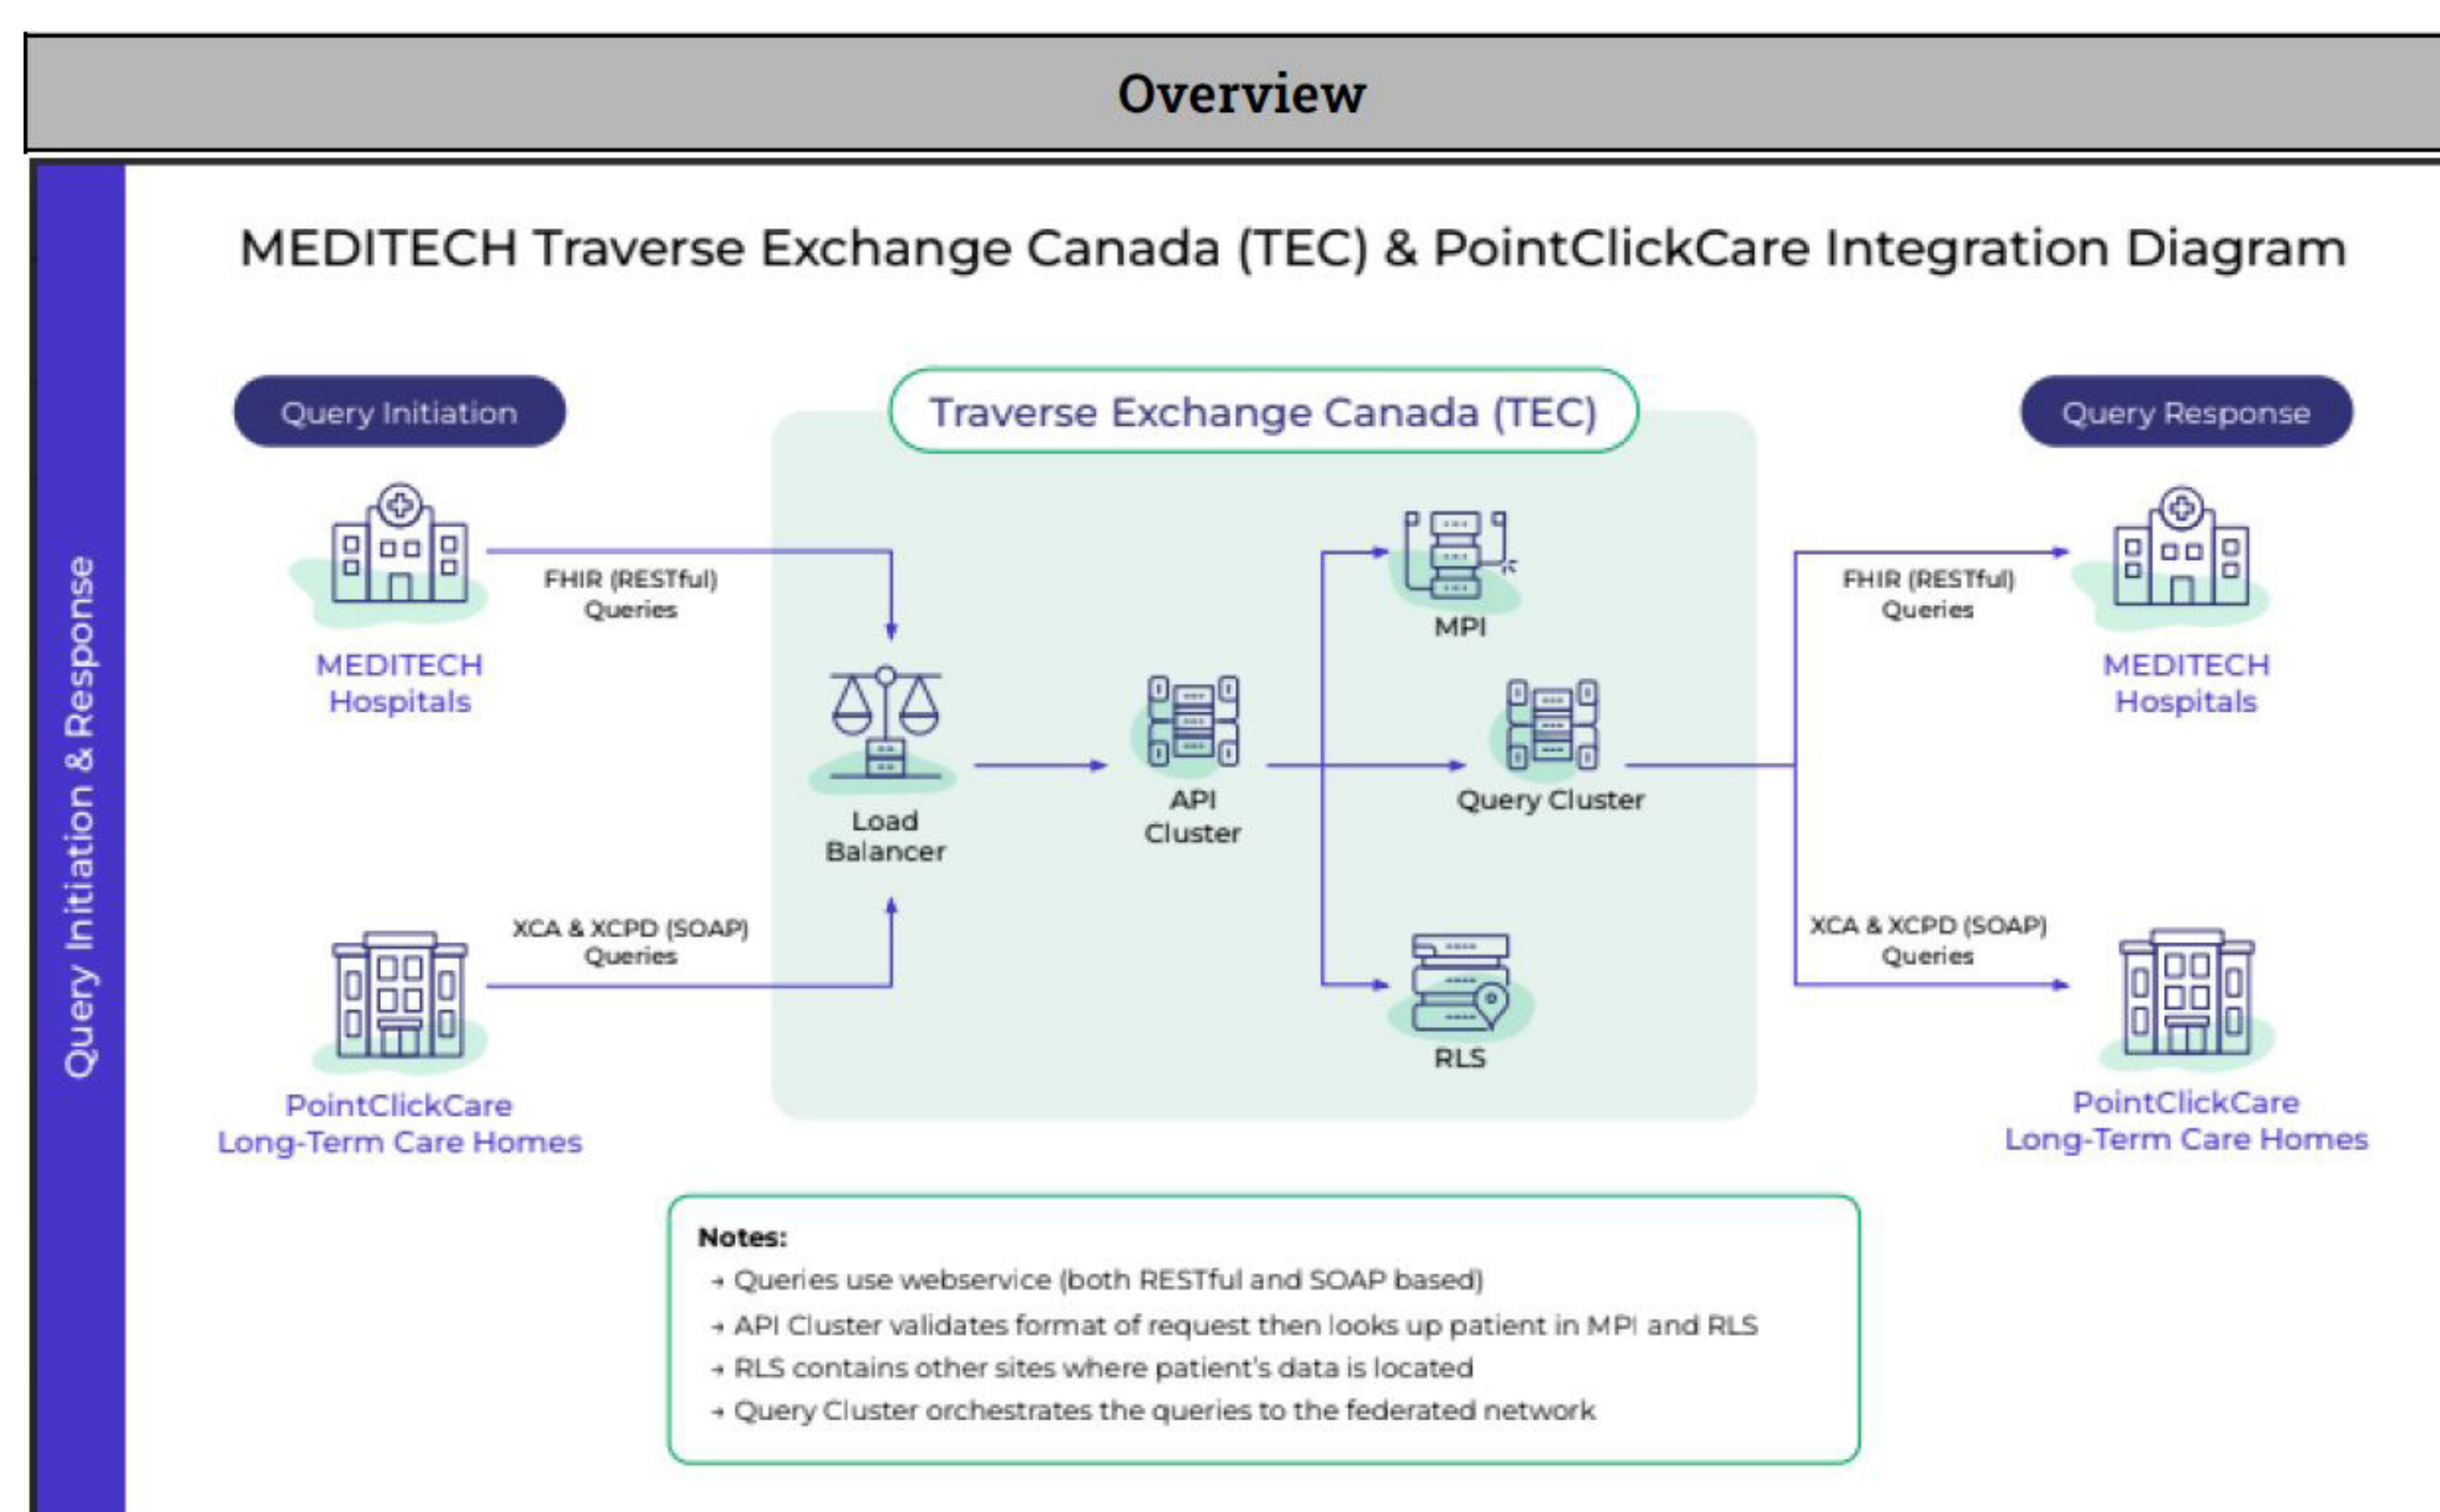 Overview
Query Initiation & Response
MEDITECH Traverse Exchange Canada (TEC) & PointClickCare Integration Diagram
Query Initiation
Traverse Exchange Canada (TEC)
Query Response
FHIR (RESTful)
Queries
MEDITECH
Hospitals
XCA & XCPD (SOAP)
Queries
PointClickCare
Long-Term Care Homes
Load
Balancer
API
Cluster
MPI
Query Cluster
RLS
FHIR (RESTful)
Queries
MEDITECH
Hospitals
XCA & XCPD (SOAP)
Queries
PointClickCare
Long-Term Care Homes
Notes:
→ Queries use webservice (both RESTful and SOAP based)
→ API Cluster validates format of request then looks up patient in MPI and RLS
→ RLS contains other sites where patient's data is located
→ Query Cluster orchestrates the queries to the federated network